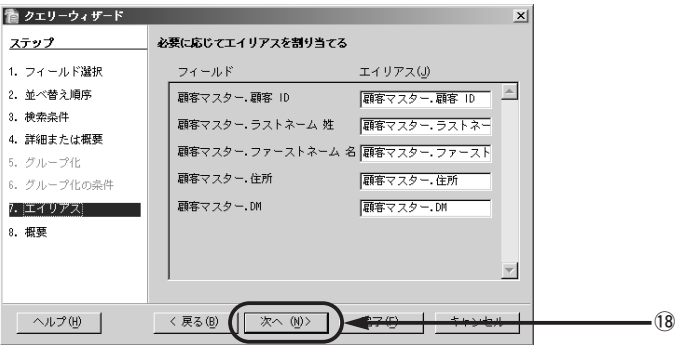 クエリーウィザード
ステップ
1. フィールド選択
2. 並べ替え順序
3. 検索条件
4. 詳細または概要
5. グループ化
6. グループ化の条件
7. エイリアス
8. 概要
必要に応じてエイリアスを割り当てる
フィールド エイリアス(J)
顧客マスター.顧客 ID 顧客マスター.顧客 ID
顧客マスター.ラストネーム 姓 顧客マスター.ラストネー
顧客マスター.ファーストネーム 名 顧客マスター.ファースト
顧客マスター.住所 顧客マスター.住所
顧客マスター.DM 顧客マスター.DM
ヘルプ(H) < 戻る(B) 次へ (N)> 完了(F) キャンセル
⑱